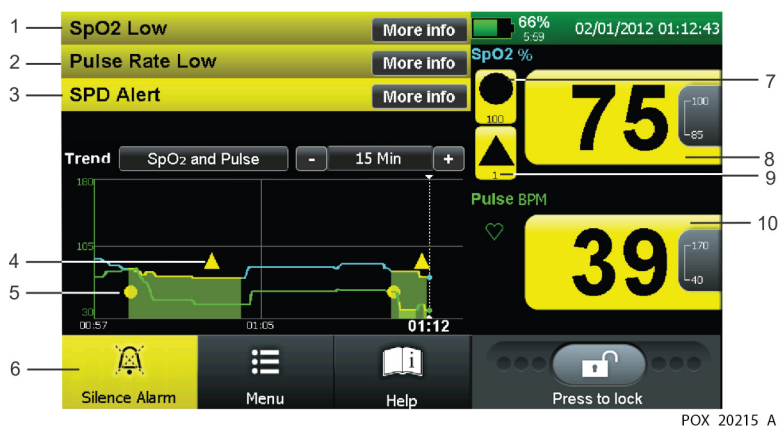 1 SpO2 Low More info 66% 5:59 02/01/2012 01:12:43
2 Pulse Rate Low More info SpO2 %
3 SPD Alert More info 7
100 75 100 85 8
Trend SpO2 and Pulse - 15 Min + 1 9
180 Pulse BPM
10
105 39 170 40
4
5
30
00:57 01:05 01:12
6 i
Silence Alarm Menu Help Press to lock
POX_20215_A